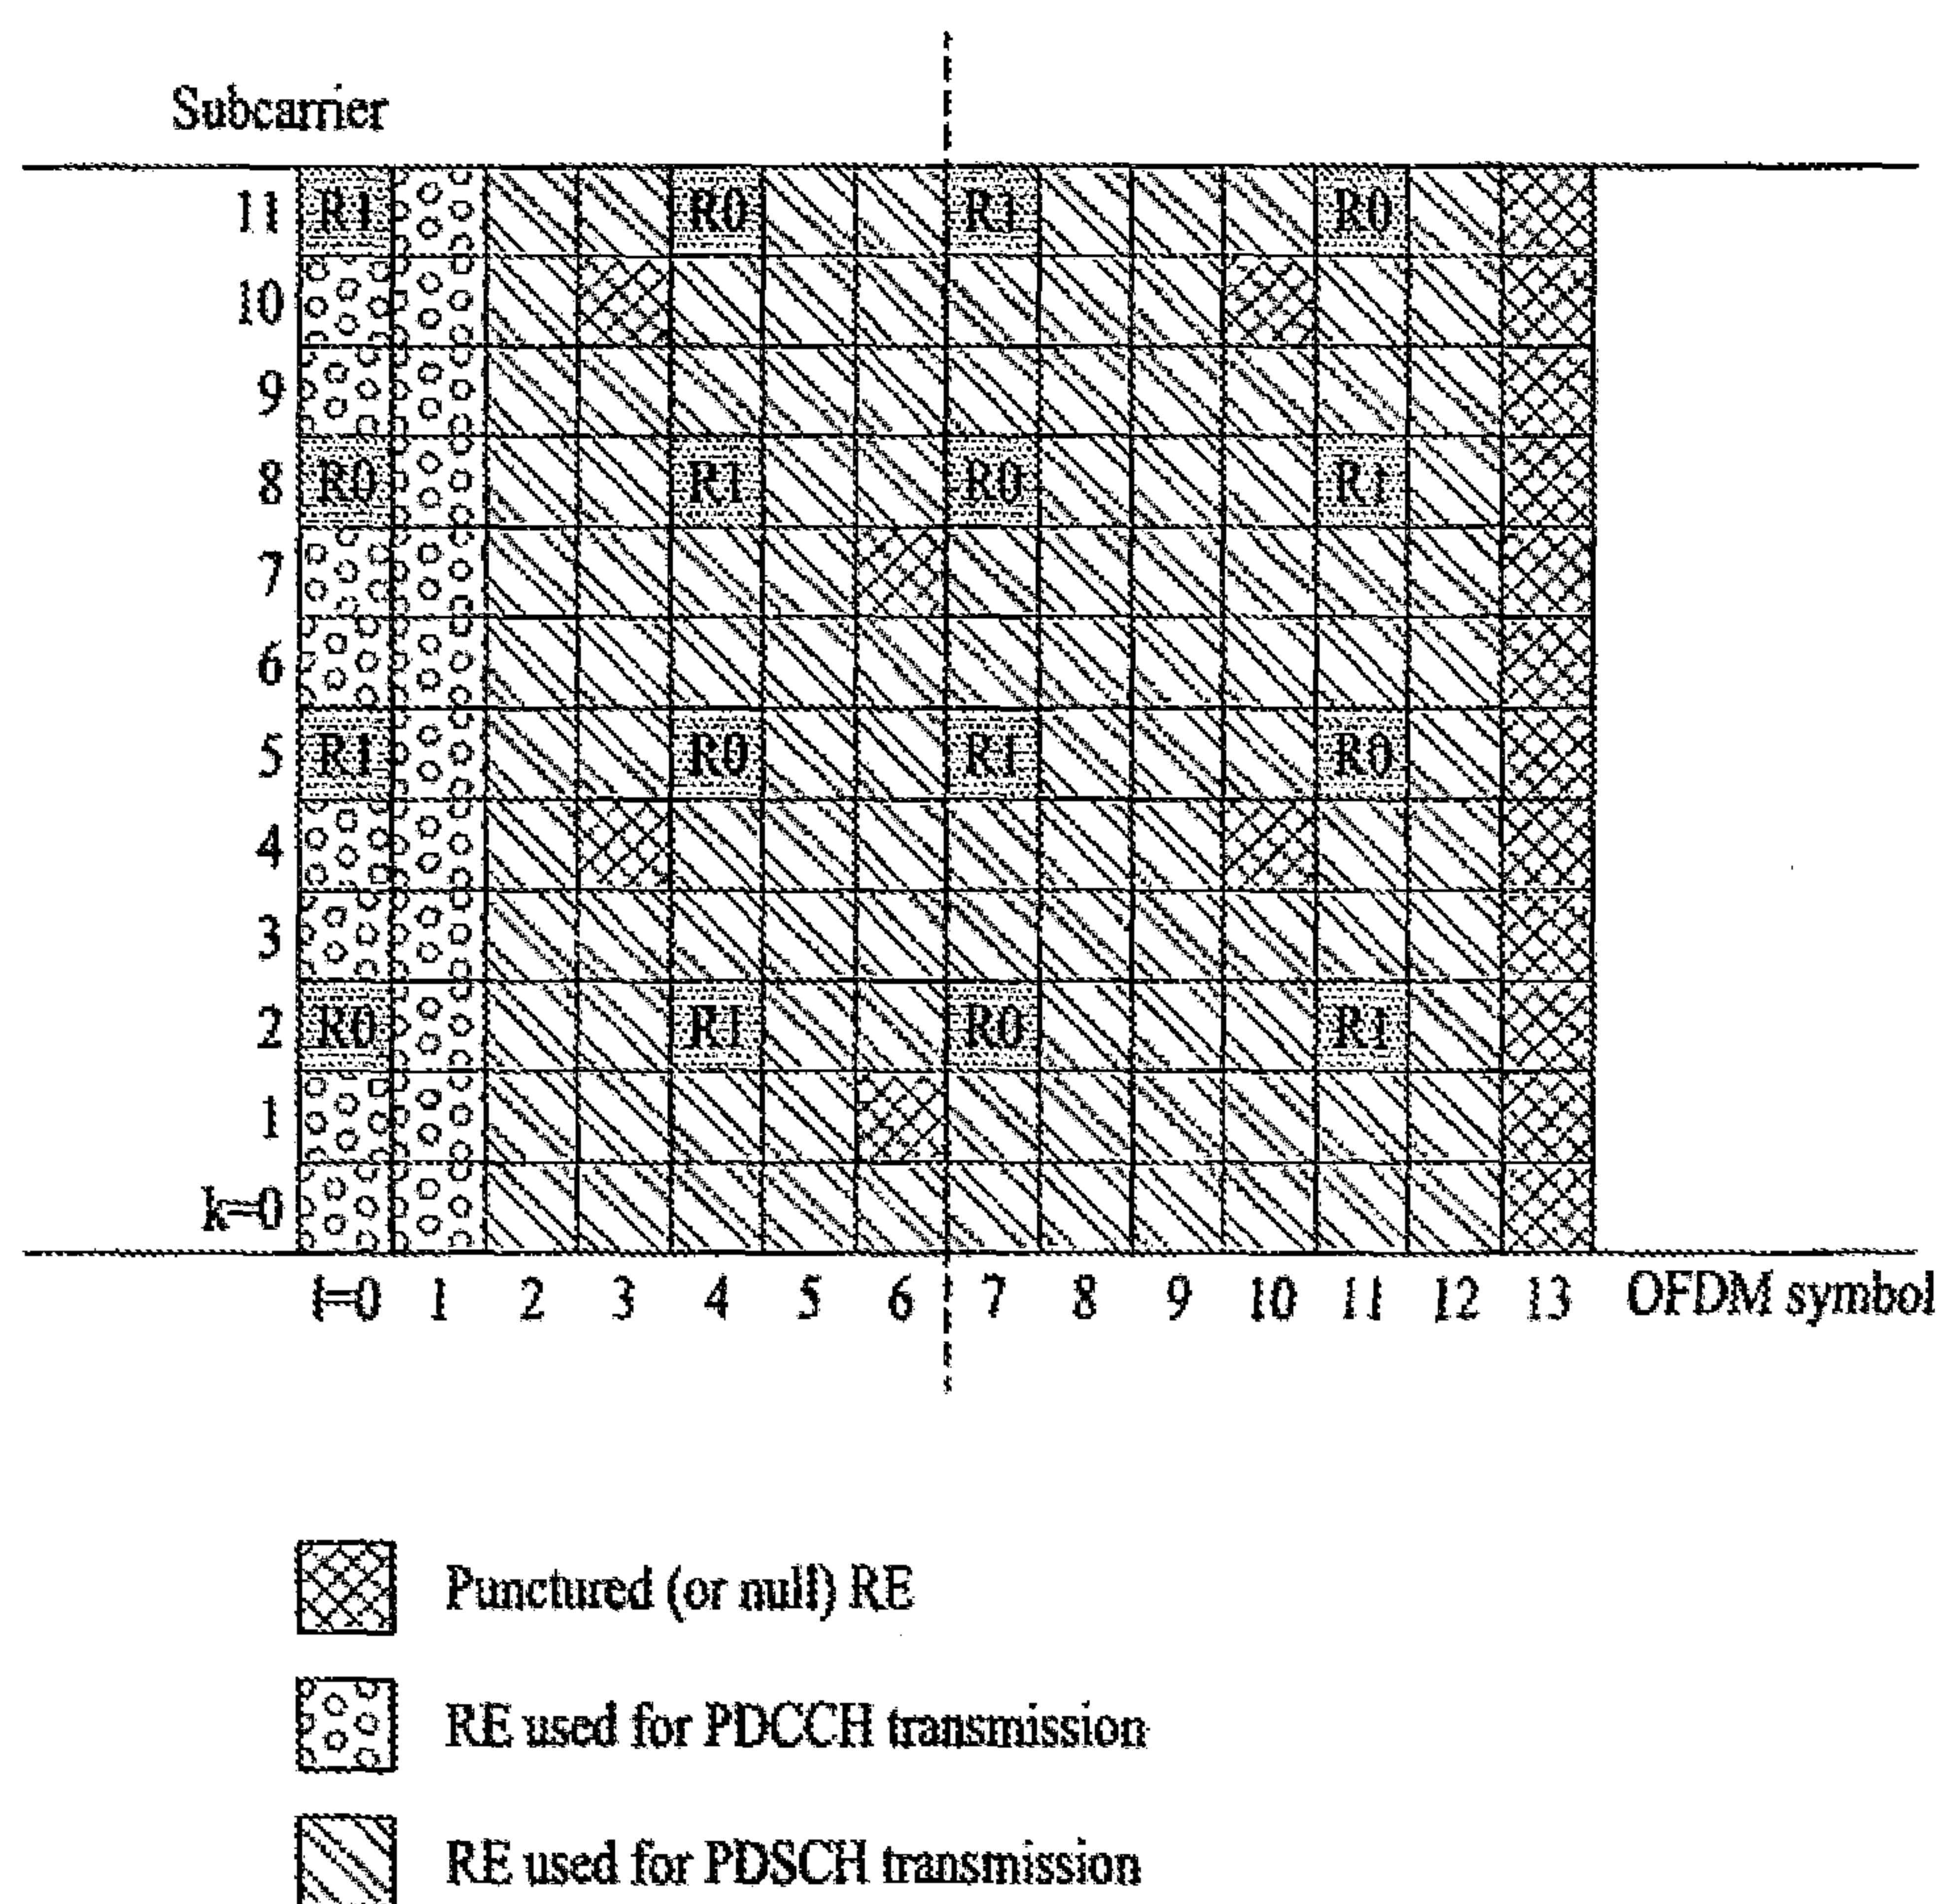 Subcarrier
11 R1 R0 R1 R0
10
9
8 R0 R1 R0 R1
7
6
5 R1 R0 R1 R0
4
3
2 R0 R1 R0 R1
1
k=0
l=0 1 2 3 4 5 6 7 8 9 10 11 12 13 OFDM symbol
Punctured (or null) RE
RE used for PDCCH transmission
RE used for PDSCH transmission